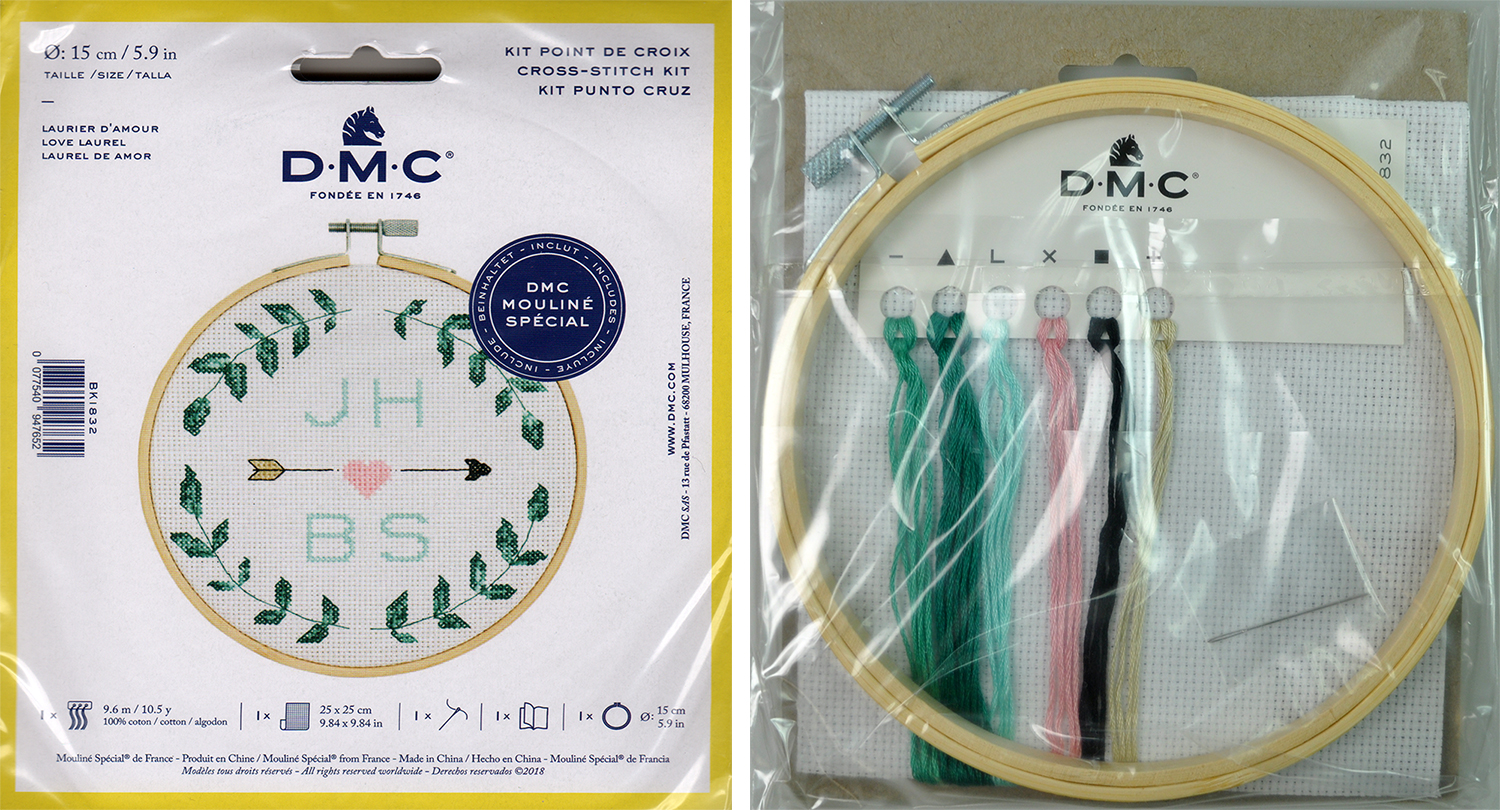 Ø: 15 cm / 5.9 in
TAILLE / SIZE / TALLA
LAURIER D'AMOUR
LOVE LAUREL
LAUREL DE AMOR
KIT POINT DE CROIX
CROSS-STITCH KIT
KIT PUNTO CRUZ
D·M·C®
FONDÉE EN 1746
BEINHALTET - INCLUT - INCLUDES - INCLUYE - INCLUDE
DMC
MOULINÉ
SPÉCIAL
JH
BS
0 077540 947652
BK1832
WWW.DMC.COM
DMC SAS - 13 rue de Pfastatt - 68200 MULHOUSE, FRANCE
1 x 9.6 m / 10.5 y
100% coton / cotton / algodon
1 x 25 x 25 cm
9.84 x 9.84 in
1 x
1 x
1 x Ø: 15 cm
5.9 in
Mouliné Spécial® de France - Produit en Chine / Mouliné Spécial® from France - Made in China / Hecho en China - Mouliné Spécial® de Francia
Modèles tous droits réservés - All rights reserved worldwide - Derechos reservados ©2018
D·M·C®
FONDÉE EN 1746
832